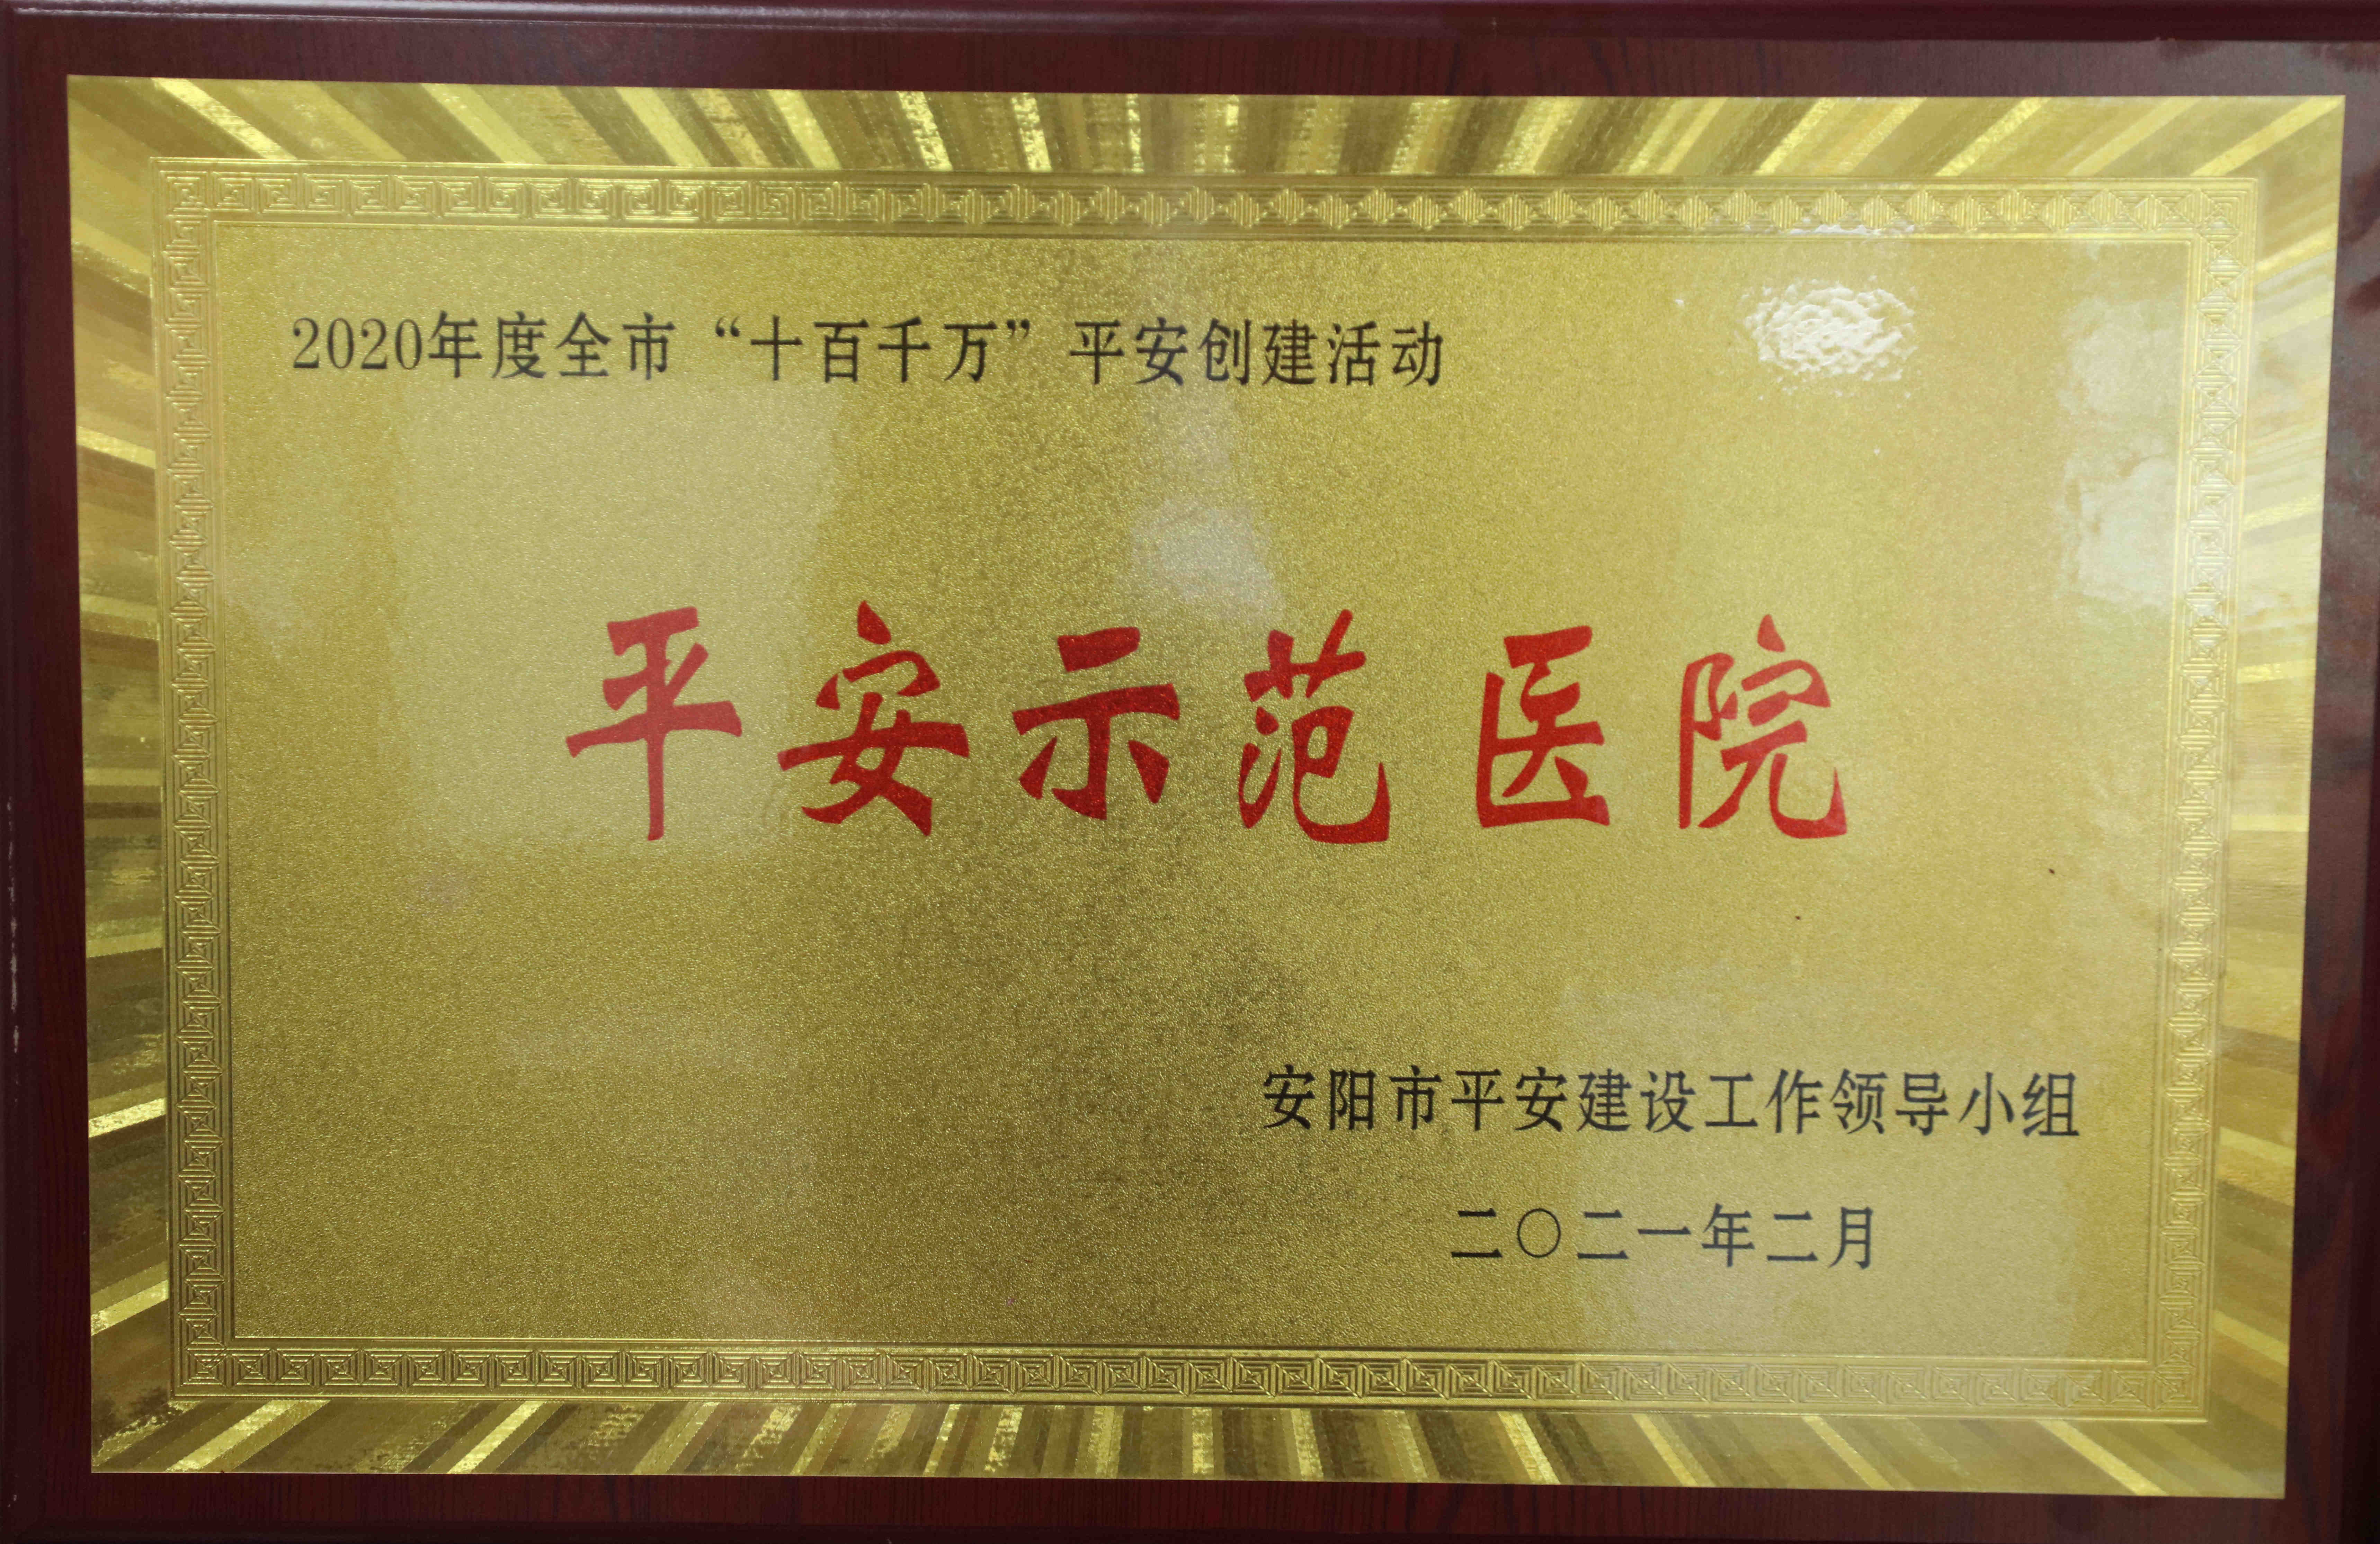 2020年度全市“十百千万”平安创建活动
平安示范医院
安阳市平安建设工作领导小组
二〇二一年二月